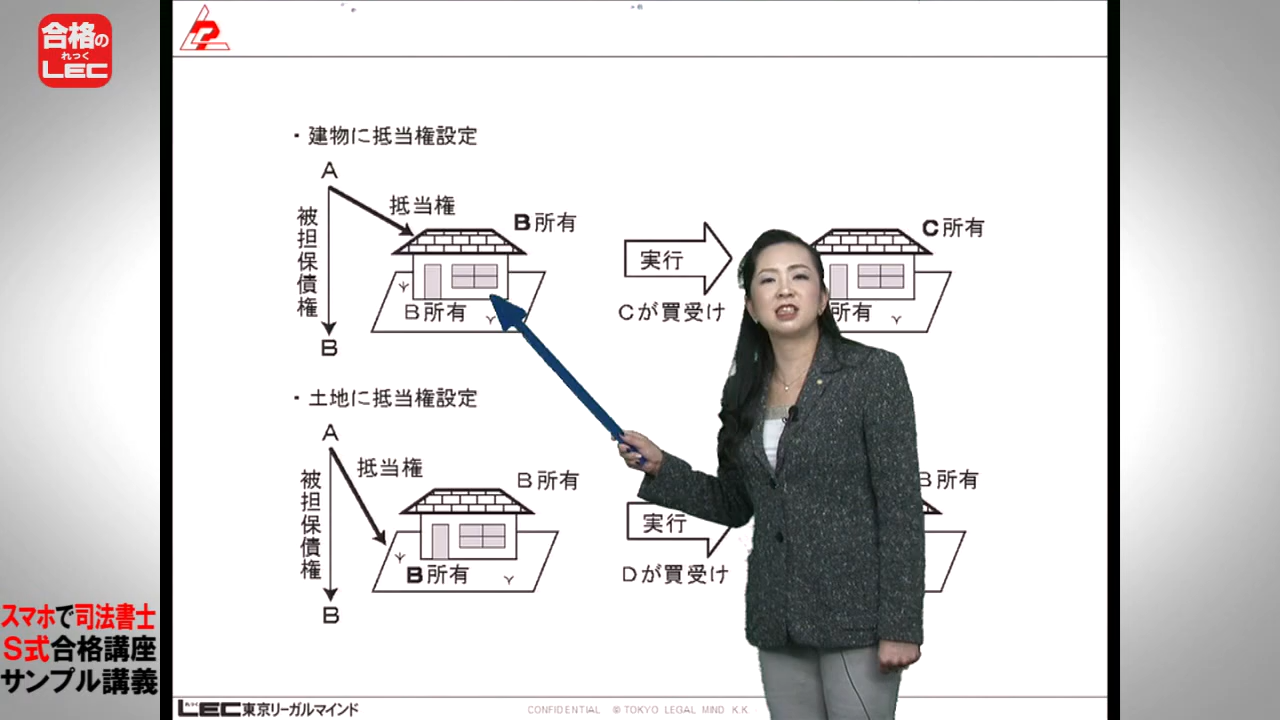 合格の
れっく
LEC
・建物に抵当権設定
A
抵当権
被担保債権
B所有
B所有
B
実行
Cが買受け
C所有
所有
・土地に抵当権設定
A
抵当権
被担保債権
B所有
B所有
B
実行
Dが買受け
B所有
スマホで司法書士
S式合格講座
サンプル講義
LEC東京リーガルマインド
CONFIDENTIAL © TOKYO LEGAL MIND K.K.